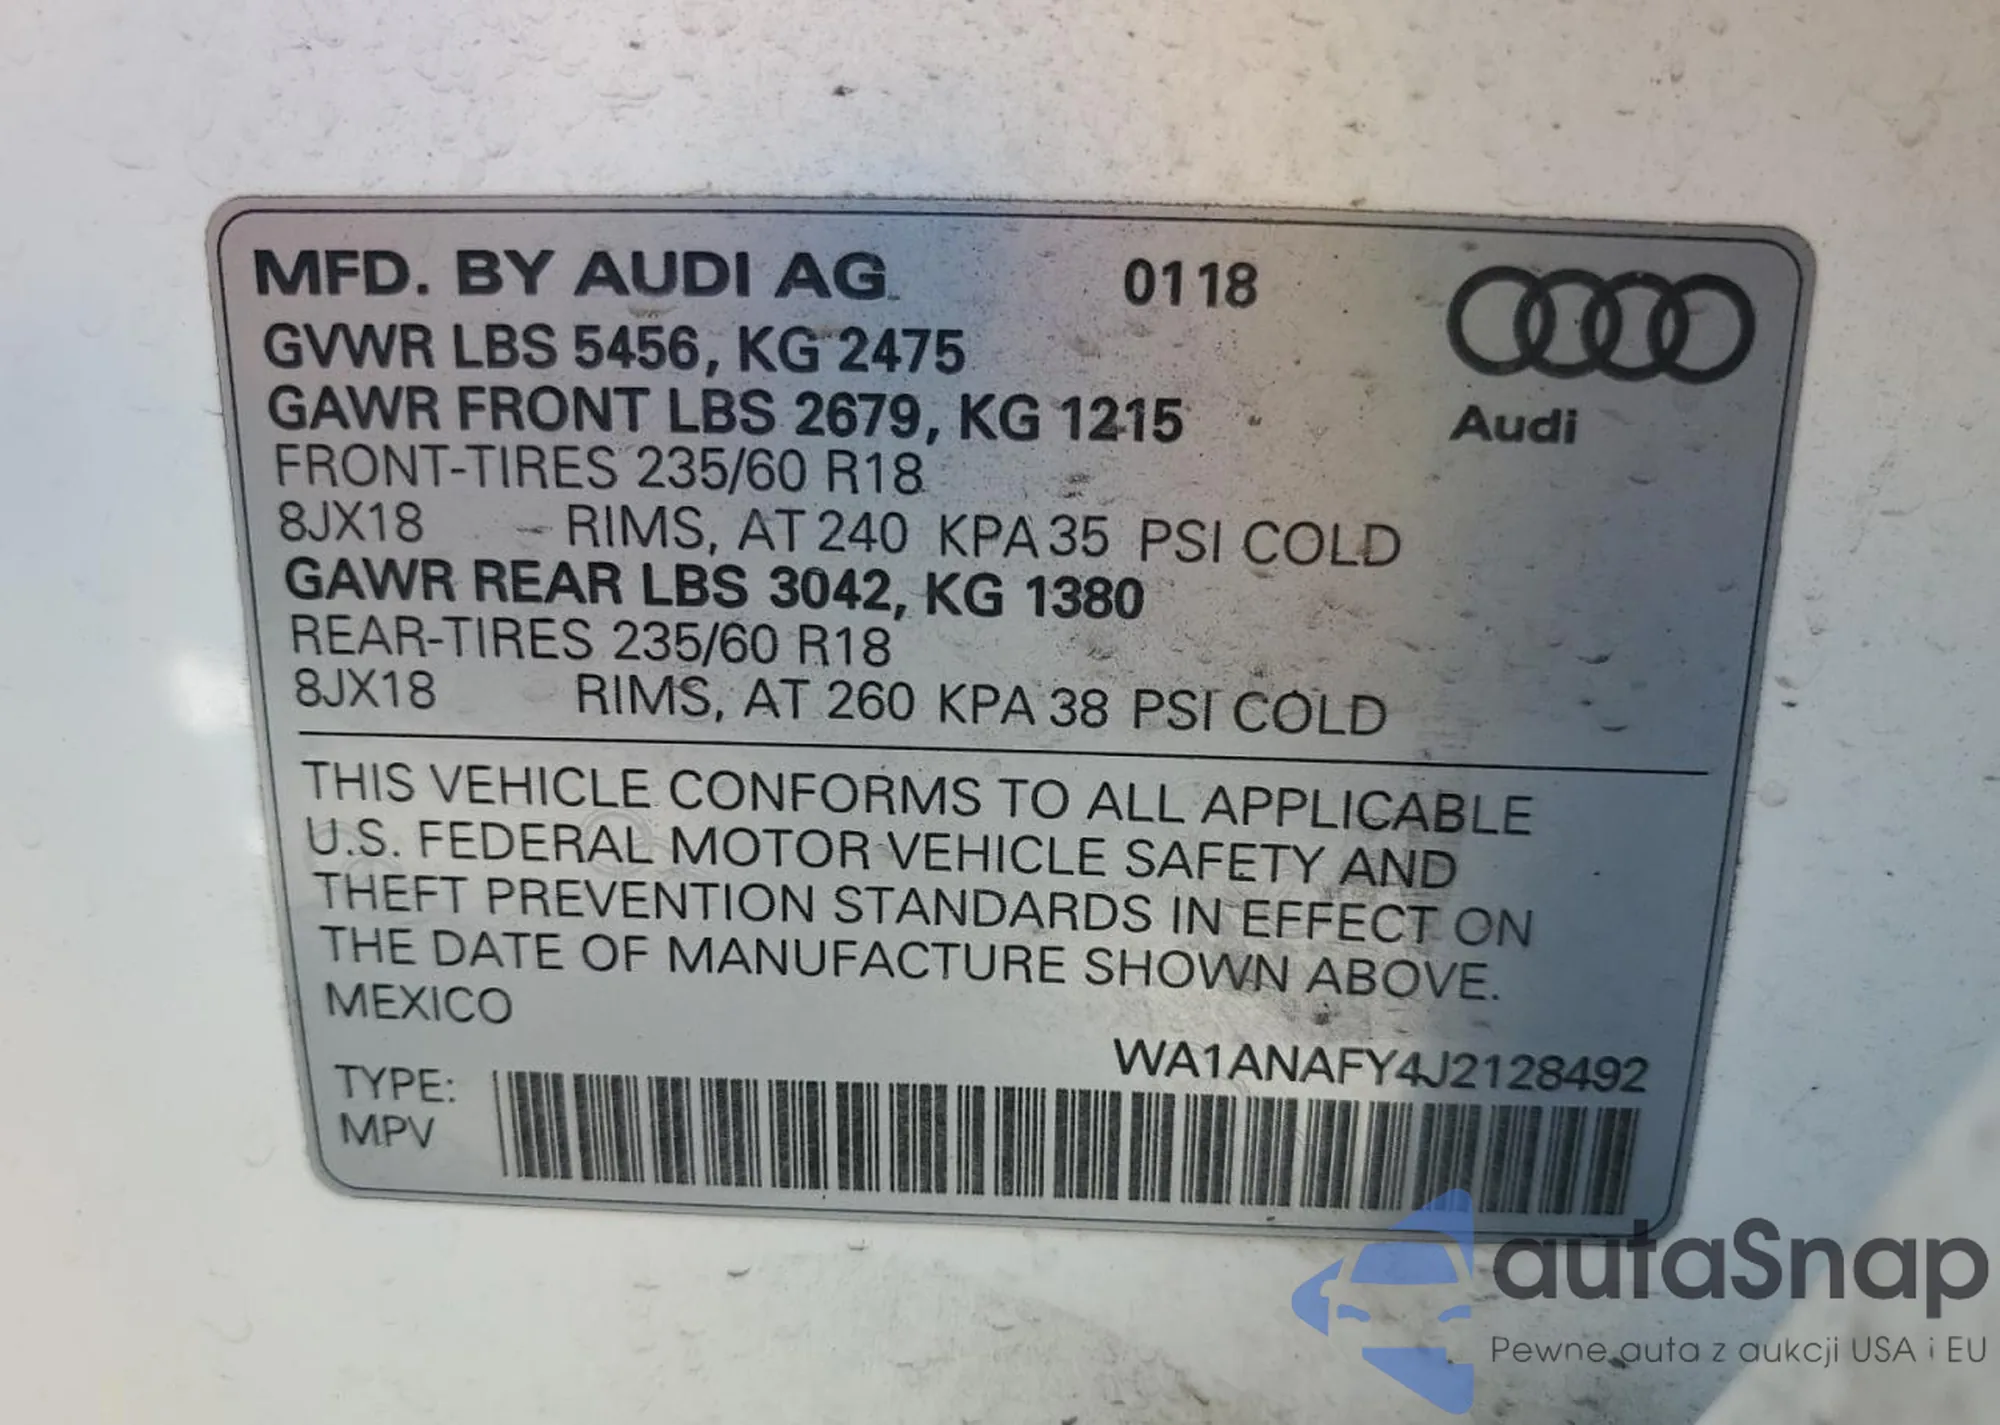 MFD. BY AUDI AG 0118
Audi
GVWR LBS 5456, KG 2475
GAWR FRONT LBS 2679, KG 1215
FRONT-TIRES 235/60 R18
8JX18 RIMS, AT 240 KPA 35 PSI COLD
GAWR REAR LBS 3042, KG 1380
REAR-TIRES 235/60 R18
8JX18 RIMS, AT 260 KPA 38 PSI COLD
THIS VEHICLE CONFORMS TO ALL APPLICABLE
U.S. FEDERAL MOTOR VEHICLE SAFETY AND
THEFT PREVENTION STANDARDS IN EFFECT ON
THE DATE OF MANUFACTURE SHOWN ABOVE.
MEXICO
WA1ANAFY4J2128492
TYPE:
MPV
autaSnap
Pewne auta z aukcji USA i EU